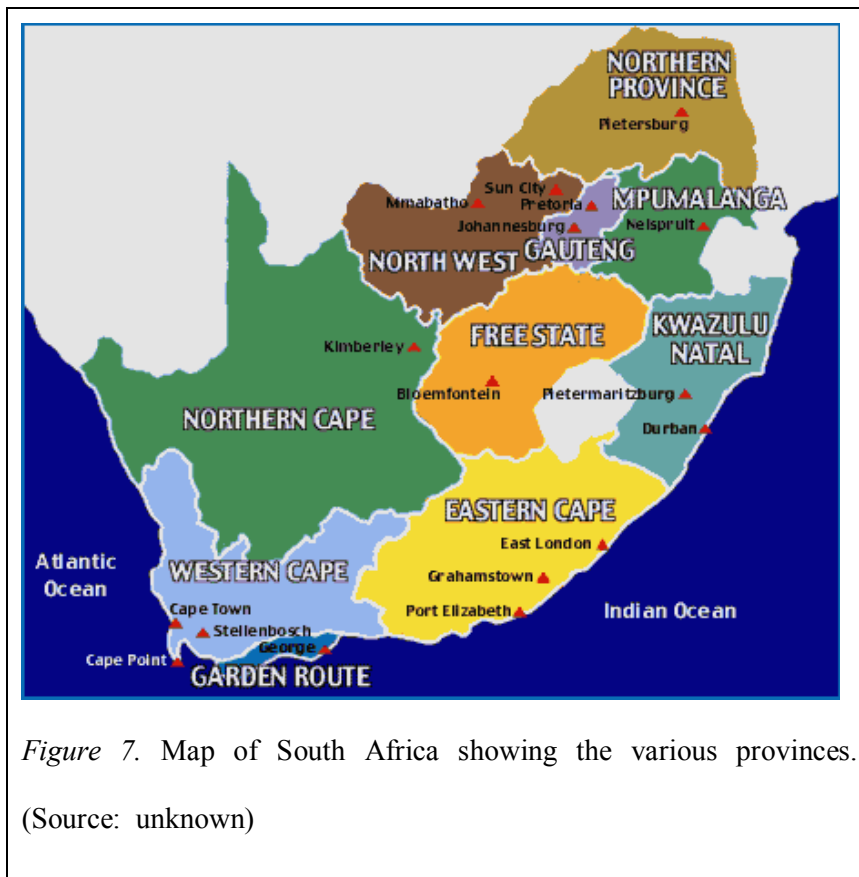 NORTHERN
PROVINCE
Pietersburg
MPUMALANGA
Sun City
Mmabatho
Pretoria
Nelspruit
Johannesburg
GAUTENG
NORTH WEST
KWAZULU
NATAL
FREE STATE
Kimberley
Bloemfontein
Pietermaritzburg
NORTHERN CAPE
Durban
EASTERN CAPE
East London
Atlantic
Ocean
WESTERN CAPE
Grahamstown
Cape Town
Port Elizabeth
Indian Ocean
Stellenbosch
George
Cape Point
GARDEN ROUTE
Figure 7. Map of South Africa showing the various provinces.
(Source: unknown)